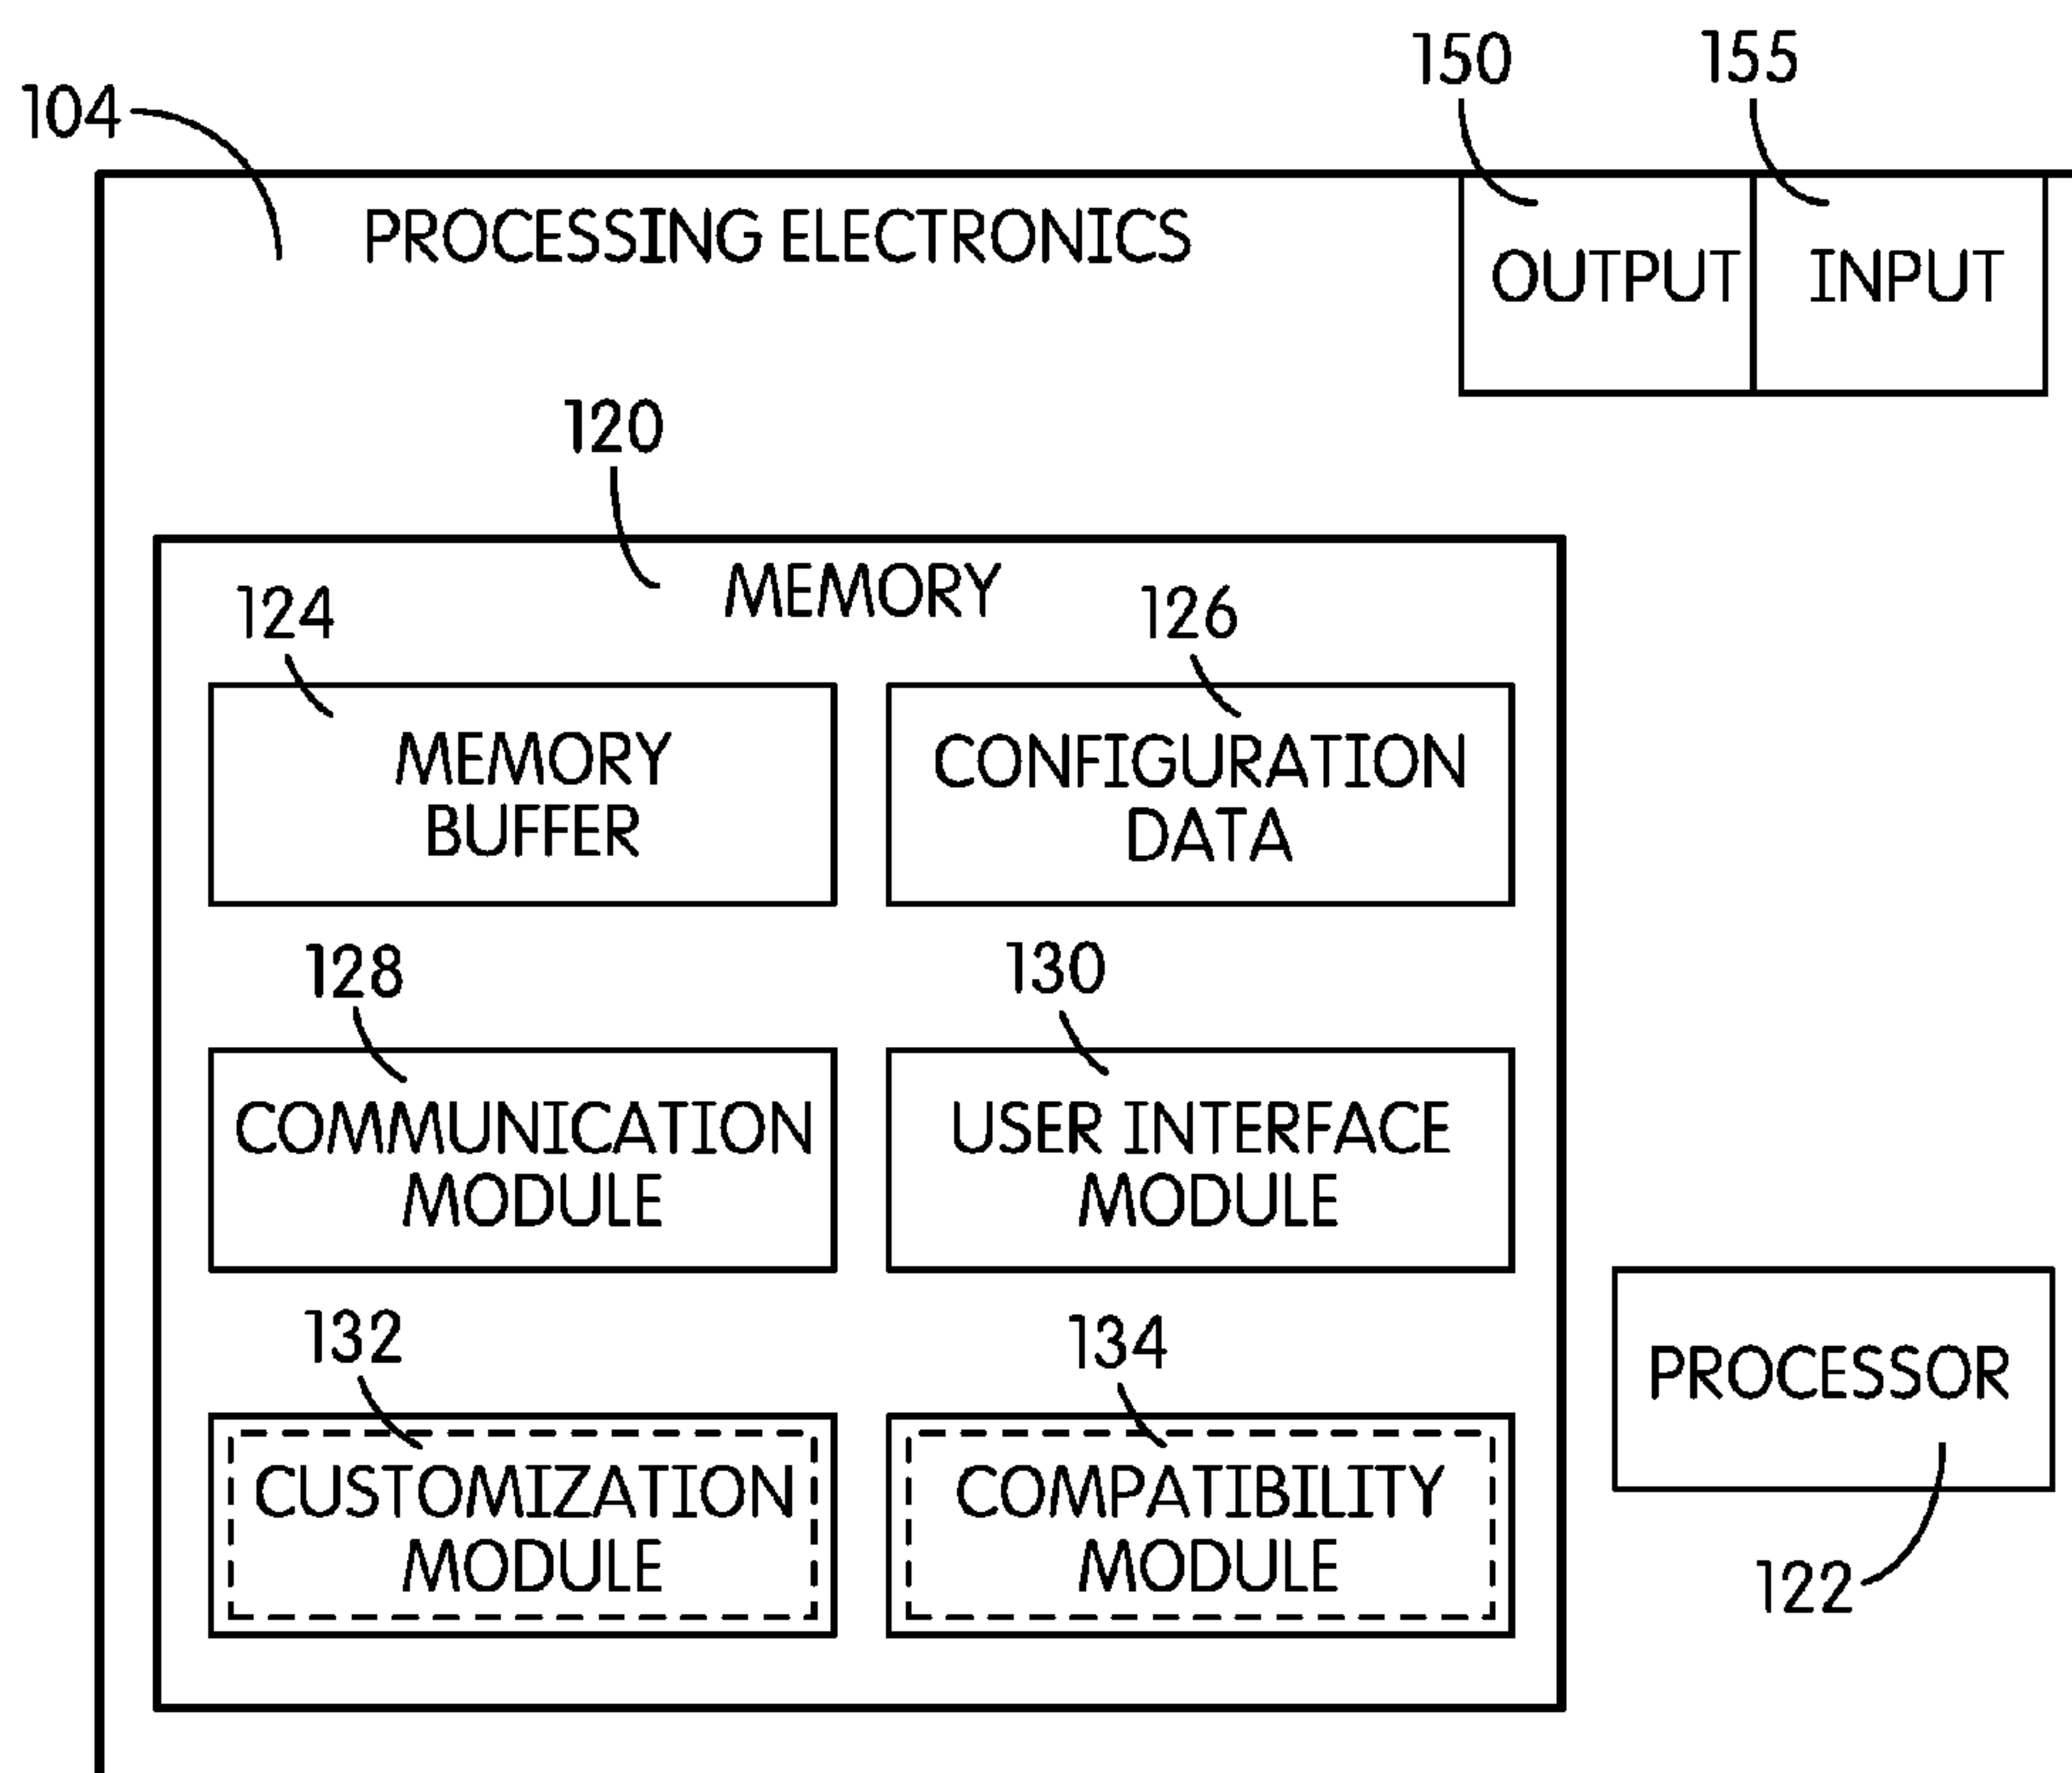 150
155
104
PROCESSING ELECTRONICS
OUTPUT
INPUT
120
MEMORY
124
126
MEMORY
BUFFER
CONFIGURATION
DATA
128
130
COMMUNICATION
MODULE
USER INTERFACE
MODULE
132
134
CUSTOMIZATION
MODULE
COMPATIBILITY
MODULE
PROCESSOR
122